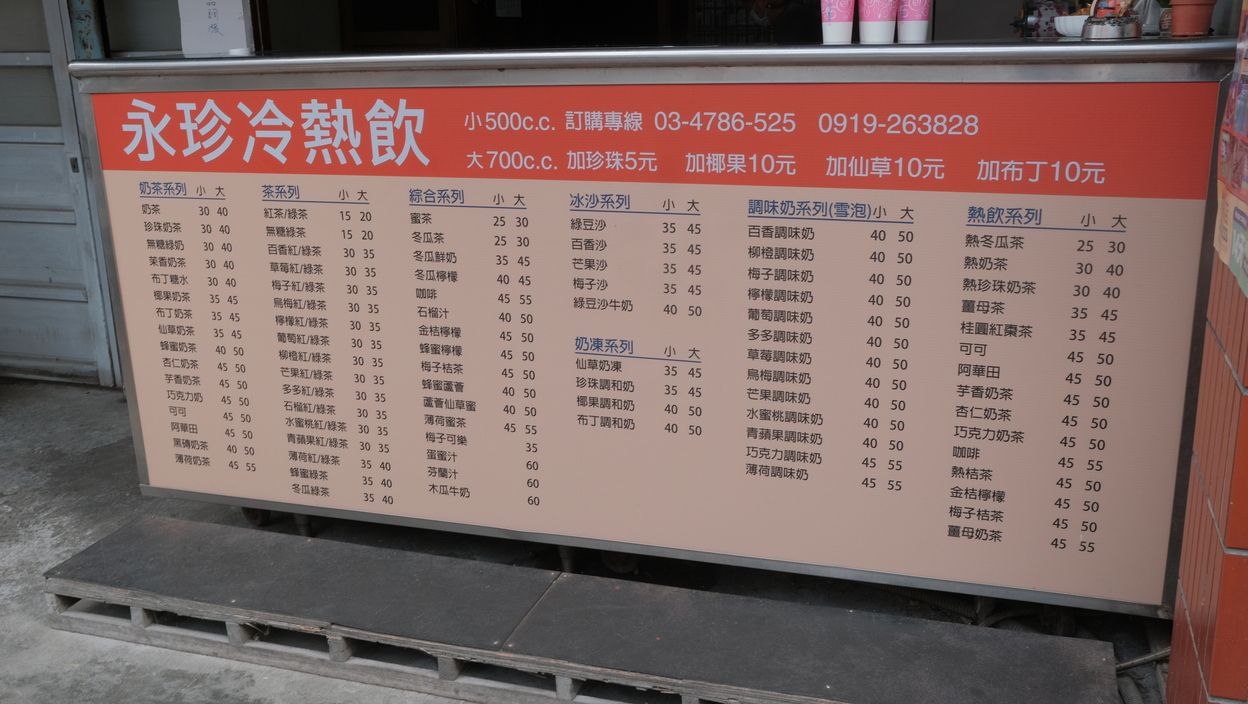 永珍冷熱飲
小500c.c. 訂購專線 03-4786-525 0919-263828
大700c.c. 加珍珠5元 加椰果10元 加仙草10元 加布丁10元
奶茶系列 小 大
奶茶 30 40
珍珠奶茶 30 40
無糖綠奶 30 40
茉香奶茶 30 40
布丁糖水 30 40
椰果奶茶 35 45
布丁奶茶 35 45
仙草奶茶 35 45
蜂蜜奶茶 40 50
杏仁奶茶 45 50
芋香奶茶 45 50
巧克力奶 45 50
可可 45 50
阿華田 45 50
黑磚奶茶 40 50
薄荷奶茶 45 55
茶系列 小 大
紅茶/綠茶 15 20
無糖綠茶 15 20
百香紅/綠茶 30 35
草莓紅/綠茶 30 35
梅子紅/綠茶 30 35
烏梅紅/綠茶 30 35
檸檬紅/綠茶 30 35
葡萄紅/綠茶 30 35
柳橙紅/綠茶 30 35
芒果紅/綠茶 30 35
多多紅/綠茶 30 35
石榴紅/綠茶 30 35
水蜜桃紅/綠茶 30 35
青蘋果紅/綠茶 30 35
薄荷紅/綠茶 35 40
蜂蜜綠茶 35 40
冬瓜綠茶 35 40
綜合系列 小 大
蜜茶 25 30
冬瓜茶 25 30
冬瓜鮮奶 35 45
冬瓜檸檬 40 45
咖啡 45 55
石榴汁 40 50
金桔檸檬 45 50
蜂蜜檸檬 45 50
梅子桔茶 45 50
蜂蜜蘆薈 40 50
蘆薈仙草蜜 40 50
薄荷蜜茶 45 55
梅子可樂 35
蛋蜜汁 60
芬蘭汁 60
木瓜牛奶 60
冰沙系列 小 大
綠豆沙 35 45
百香沙 35 45
芒果沙 35 45
梅子沙 35 45
綠豆沙牛奶 40 50
奶凍系列 小 大
仙草奶凍 35 45
珍珠調和奶 35 45
椰果調和奶 40 50
布丁調和奶 40 50
調味奶系列(雪泡) 小 大
百香調味奶 40 50
柳橙調味奶 40 50
梅子調味奶 40 50
檸檬調味奶 40 50
葡萄調味奶 40 50
多多調味奶 40 50
草莓調味奶 40 50
烏梅調味奶 40 50
芒果調味奶 40 50
水蜜桃調味奶 40 50
青蘋果調味奶 40 50
巧克力調味奶 45 55
薄荷調味奶 45 55
熱飲系列 小 大
熱冬瓜茶 25 30
熱奶茶 30 40
熱珍珠奶茶 30 40
薑母茶 35 45
桂圓紅棗茶 35 45
可可 45 50
阿華田 45 50
芋香奶茶 45 50
杏仁奶茶 45 50
巧克力奶茶 45 50
咖啡 45 55
熱桔茶 45 50
金桔檸檬 45 50
梅子桔茶 45 50
薑母奶茶 45 55